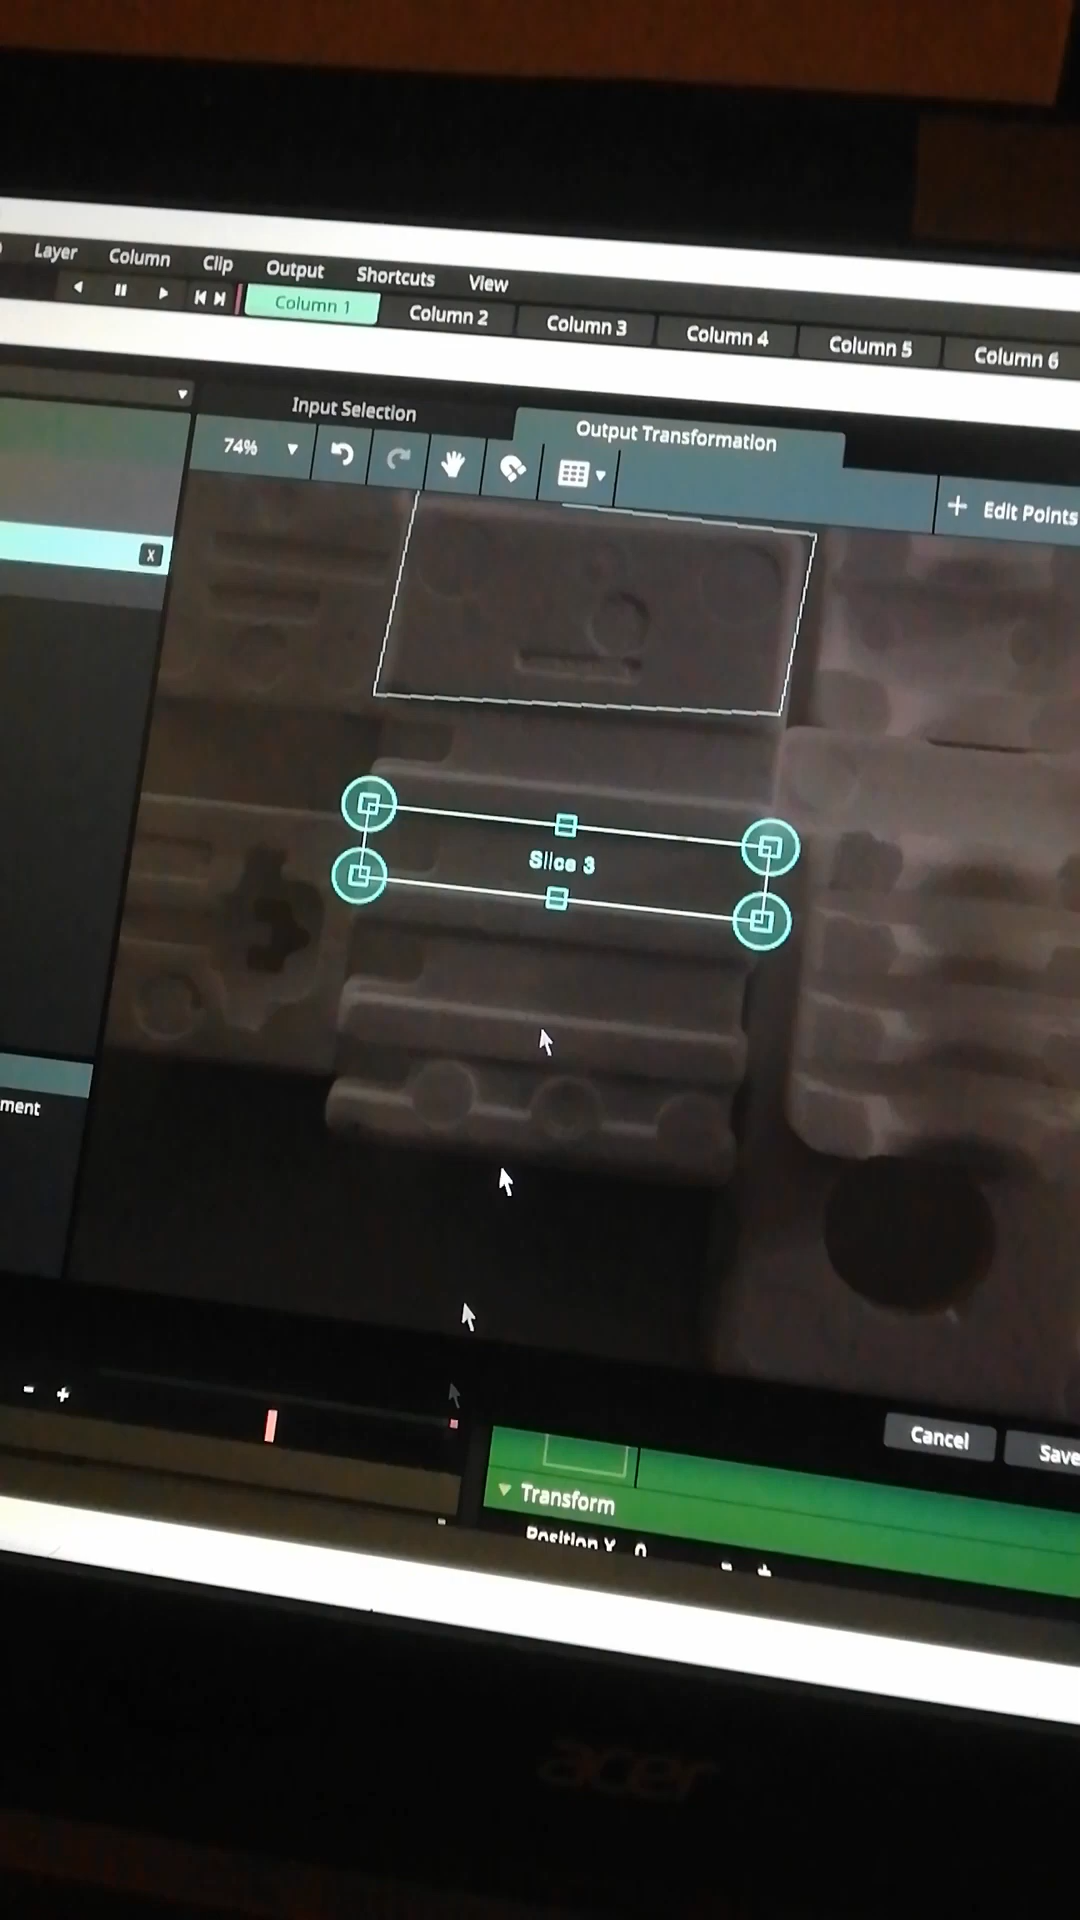 Layer Column Clip Output Shortcuts View
Column 1 Column 2 Column 3 Column 4 Column 5 Column 6
Input Selection Output Transformation
74% + Edit Points
x
Slice 3
ment
- +
Cancel Save
Transform
Position X 0
- +
acer